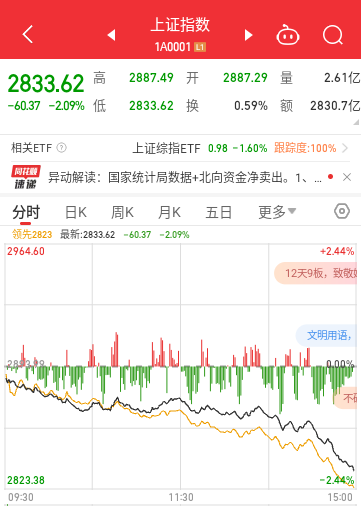 上证指数
1A0001 L1
2833.62 高 2887.49 开 2887.29 量 2.61亿
-60.37 -2.09% 低 2833.62 换 0.59% 额 2830.7亿
相关ETF ? 上证综指ETF 0.98 -1.60% 跟踪度:100%
同花顺 速递 异动解读：国家统计局数据+北向资金净卖出。1、...
分时 日K 周K 月K 五日 更多
领先2823 最新:2833.62 -60.37 -2.09%
2964.60 +2.44%
12天9板，致敬
文明用语，
0.00%
2823.38 -2.44%
09:30 11:30 15:00